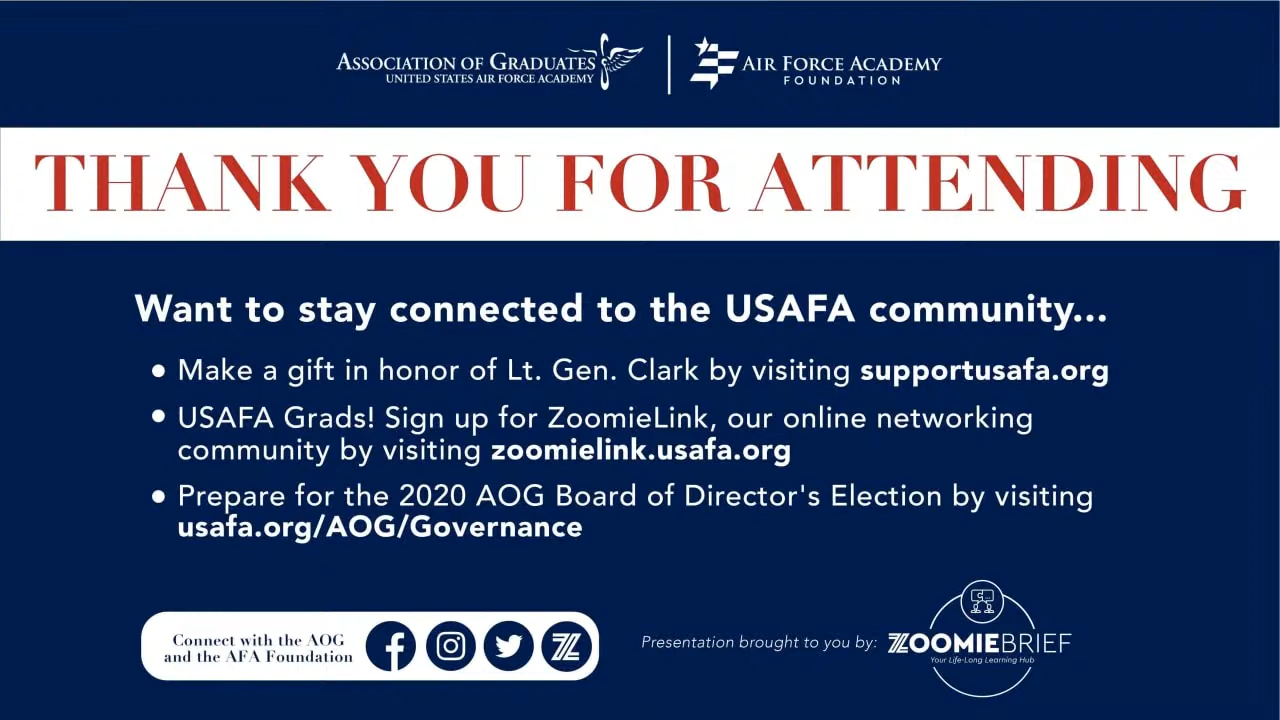 ASSOCIATION OF GRADUATES
UNITED STATES AIR FORCE ACADEMY
AIR FORCE ACADEMY
FOUNDATION
THANK YOU FOR ATTENDING
Want to stay connected to the USAFA community...
• Make a gift in honor of Lt. Gen. Clark by visiting supportusafa.org
• USAFA Grads! Sign up for ZoomieLink, our online networking
community by visiting zoomielink.usafa.org
• Prepare for the 2020 AOG Board of Director's Election by visiting
usafa.org/AOG/Governance
Connect with the AOG
and the AFA Foundation
Presentation brought to you by:
ZOOMIEBRIEF
Your Life-Long Learning Hub